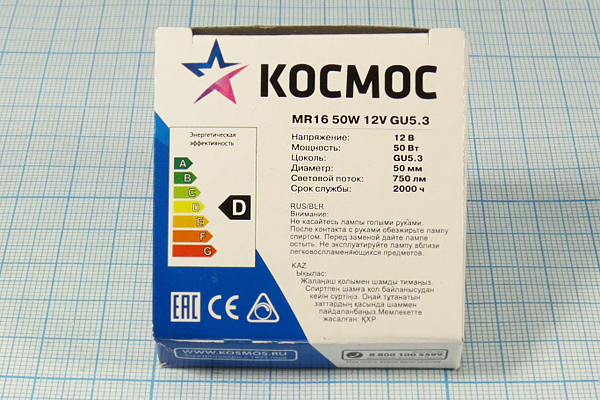 КОСМОС
MR16 50W 12V GU5.3
Напряжение: 12 В
Мощность: 50 Вт
Цоколь: GU5.3
Диаметр: 50 мм
Световой поток: 750 лм
Срок службы: 2000 ч
Энергетическая
эффективность
A
B
C
D
E
F
G
D
RUS/BLR
Внимание:
Не касайтесь лампы голыми руками.
После контакта с руками обезжирьте лампу
спиртом. Перед заменой дайте лампе
остыть. Не эксплуатируйте лампу вблизи
легковоспламеняющихся предметов.
KAZ
Ықылас:
Жалаңаш қолымен шамды тимаңыз.
Спиртпен шамға қол байланысудан
кейін сүртіңіз. Оңай тұтанатын
заттардың қасында шаммен
пайдаланбаңыз.Мемлекетте
жасалған: ҚХР
EAC CE
WWW.KOSMOS.RU
8 800 100 5599